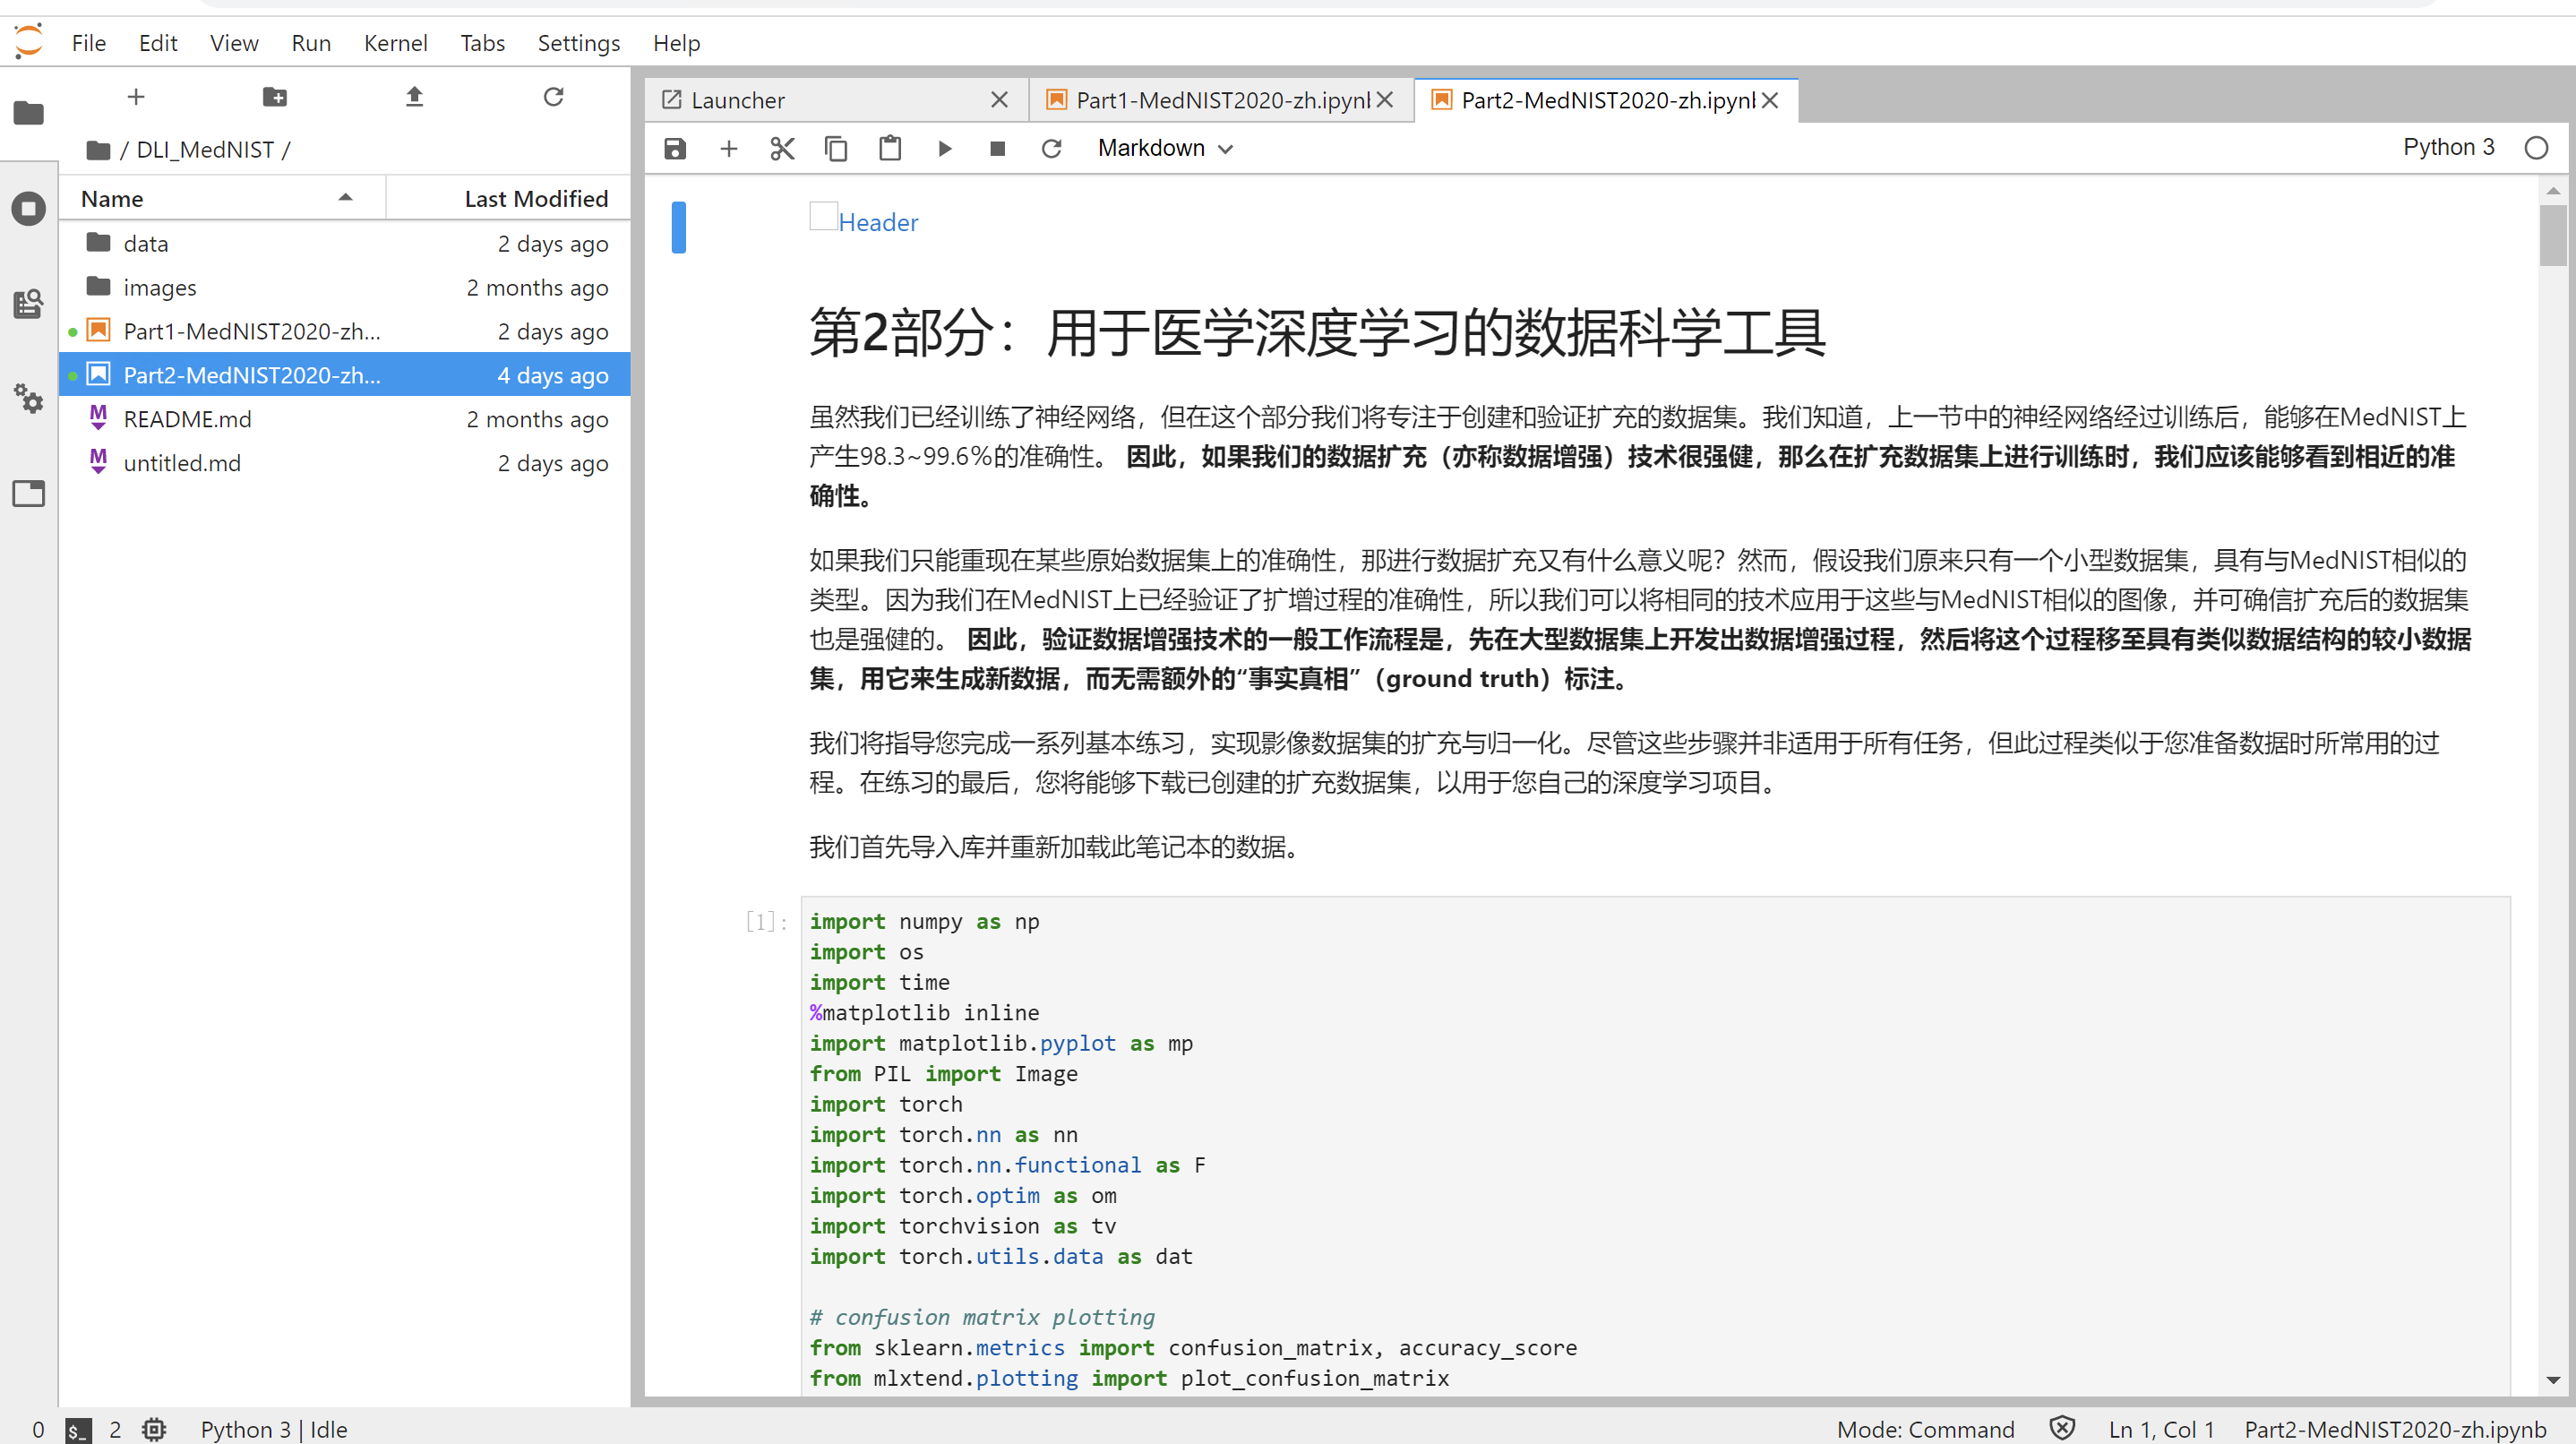 File Edit View Run Kernel Tabs Settings Help
/ DLI_MedNIST /
Name Last Modified
data 2 days ago
images 2 months ago
Part1-MedNIST2020-zh... 2 days ago
Part2-MedNIST2020-zh... 4 days ago
README.md 2 months ago
untitled.md 2 days ago
Launcher
Part1-MedNIST2020-zh.ipynb
Part2-MedNIST2020-zh.ipynb
Markdown
Python 3
Header
第2部分：用于医学深度学习的数据科学工具
虽然我们已经训练了神经网络，但在这个部分我们将专注于创建和验证扩充的数据集。我们知道，上一节中的神经网络经过训练后，能够在MedNIST上
产生98.3~99.6%的准确性。 因此，如果我们的数据扩充（亦称数据增强）技术很强健，那么在扩充数据集上进行训练时，我们应该能够看到相近的准
确性。
如果我们只能重现在某些原始数据集上的准确性，那进行数据扩充又有什么意义呢？然而，假设我们原来只有一个小型数据集，具有与MedNIST相似的
类型。因为我们在MedNIST上已经验证了扩增过程的准确性，所以我们可以将相同的技术应用于这些与MedNIST相似的图像，并可确信扩充后的数据集
也是强健的。 因此，验证数据增强技术的一般工作流程是，先在大型数据集上开发出数据增强过程，然后将这个过程移至具有类似数据结构的较小数据
集，用它来生成新数据，而无需额外的“事实真相”（ground truth）标注。
我们将指导您完成一系列基本练习，实现影像数据集的扩充与归一化。尽管这些步骤并非适用于所有任务，但此过程类似于您准备数据时所常用的过
程。在练习的最后，您将能够下载已创建的扩充数据集，以用于您自己的深度学习项目。
我们首先导入库并重新加载此笔记本的数据。
[1]:
import numpy as np
import os
import time
%matplotlib inline
import matplotlib.pyplot as mp
from PIL import Image
import torch
import torch.nn as nn
import torch.nn.functional as F
import torch.optim as om
import torchvision as tv
import torch.utils.data as dat
# confusion matrix plotting
from sklearn.metrics import confusion_matrix, accuracy_score
from mlxtend.plotting import plot_confusion_matrix
0 $_ 2 Python 3 | Idle
Mode: Command Ln 1, Col 1 Part2-MedNIST2020-zh.ipynb